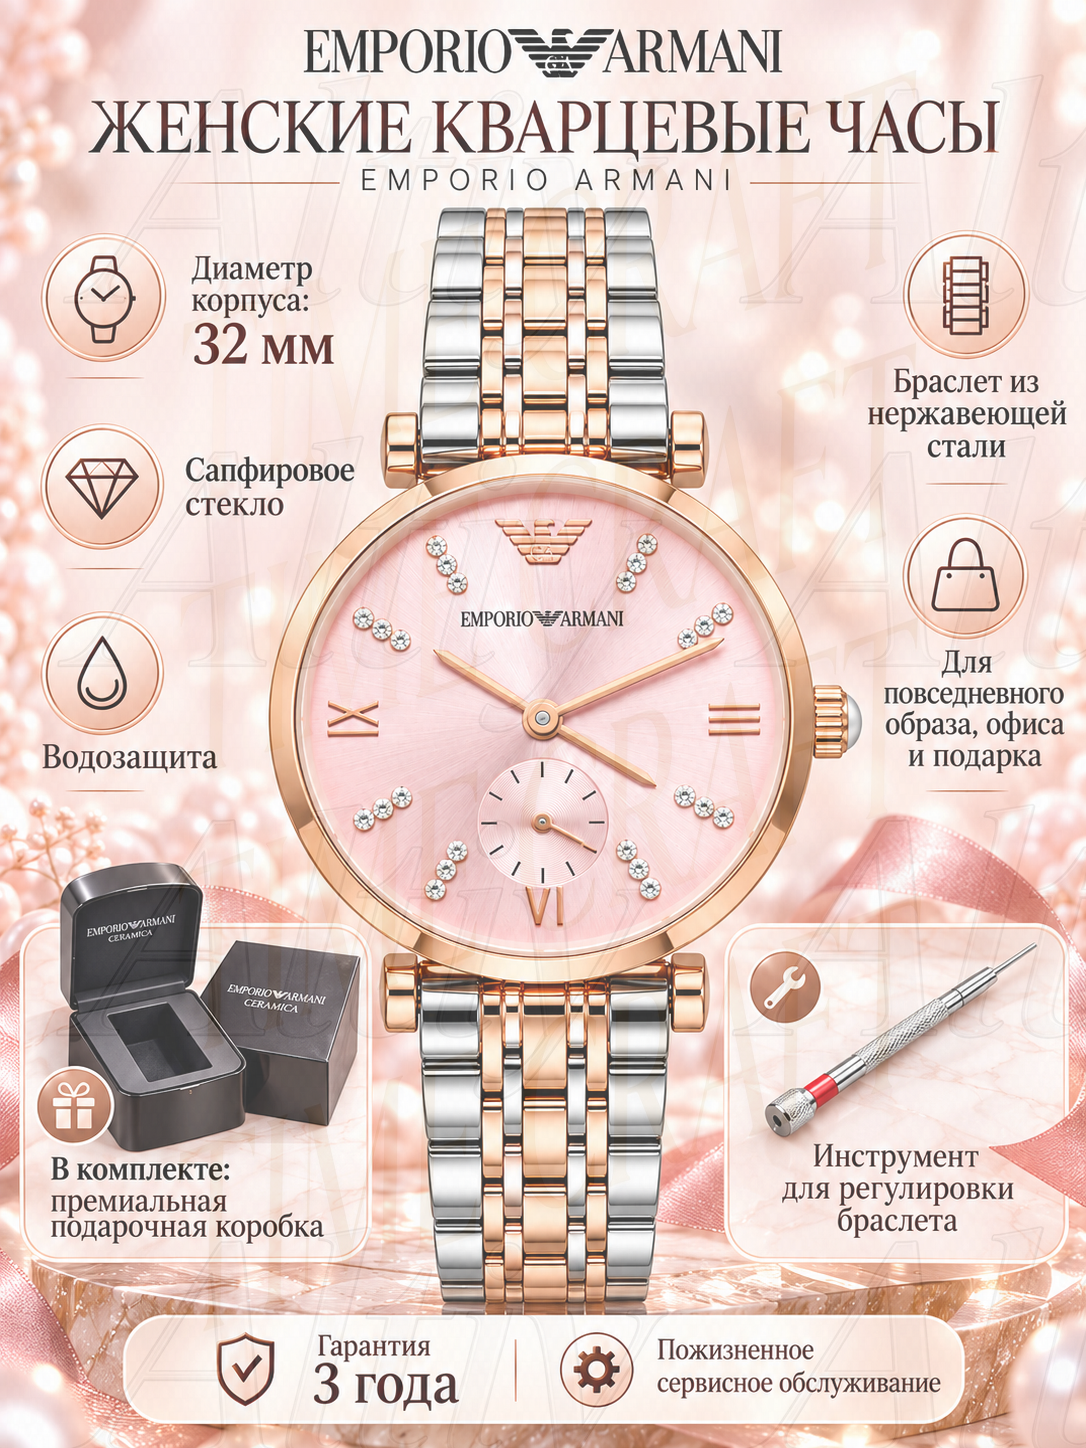 EMPORIO ARMANI
ЖЕНСКИЕ КВАРЦЕВЫЕ ЧАСЫ
EMPORIO ARMANI
Диаметр
корпуса:
32 мм
Сапфировое
стекло
Водозащита
Браслет из
нержавеющей
стали
Для
повседневного
образа, офиса
и подарка
GA
EMPORIO ARMANI
IX
III
VI
EMPORIO ARMANI
CERAMICA
EMPORIO ARMANI
CERAMICA
В комплекте:
премиальная
подарочная коробка
Инструмент
для регулировки
браслета
Гарантия
3 года
Пожизненное
сервисное обслуживание